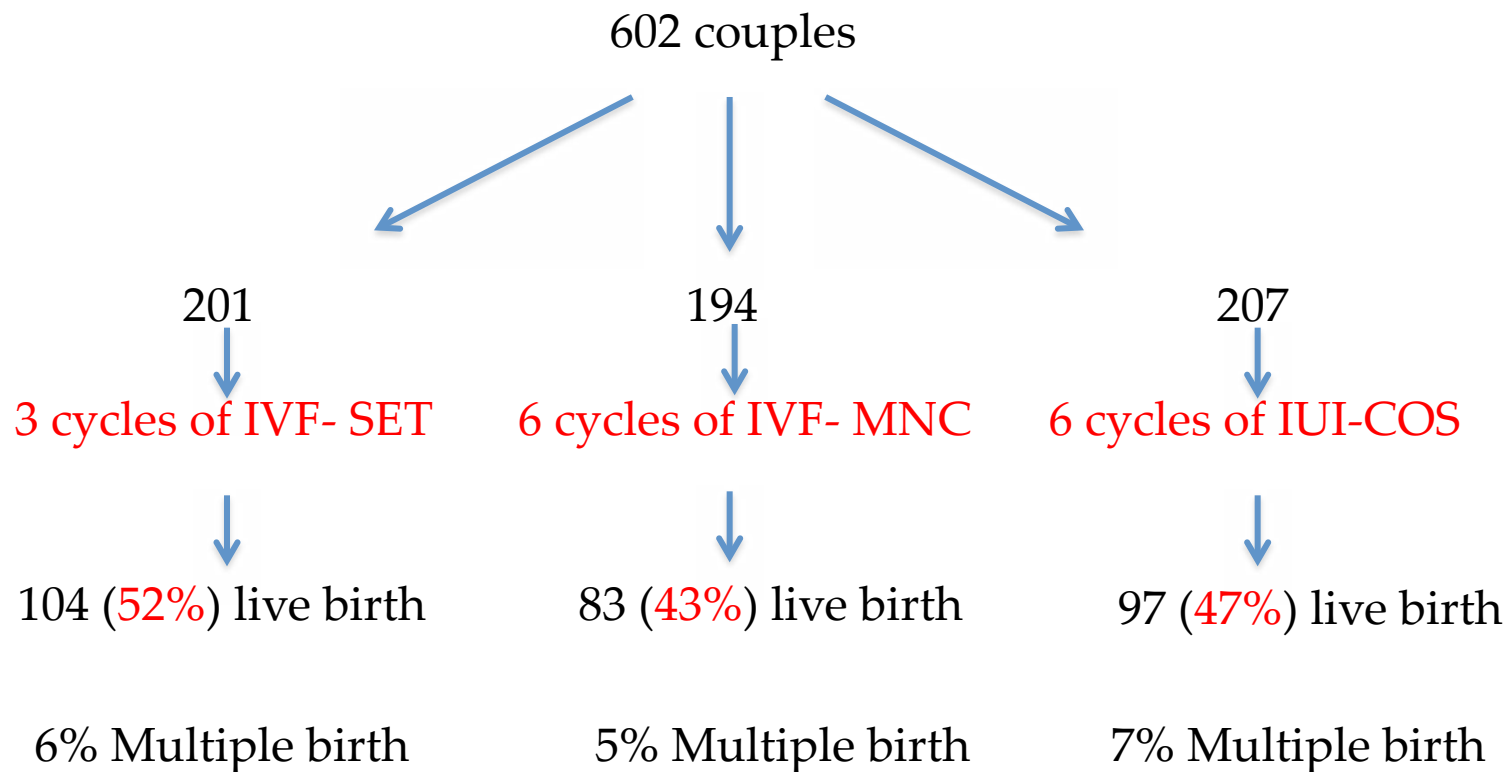 602 couples
201 194 207
3 cycles of IVF- SET 6 cycles of IVF- MNC 6 cycles of IUI-COS
104 (52%) live birth 83 (43%) live birth 97 (47%) live birth
6% Multiple birth 5% Multiple birth 7% Multiple birth